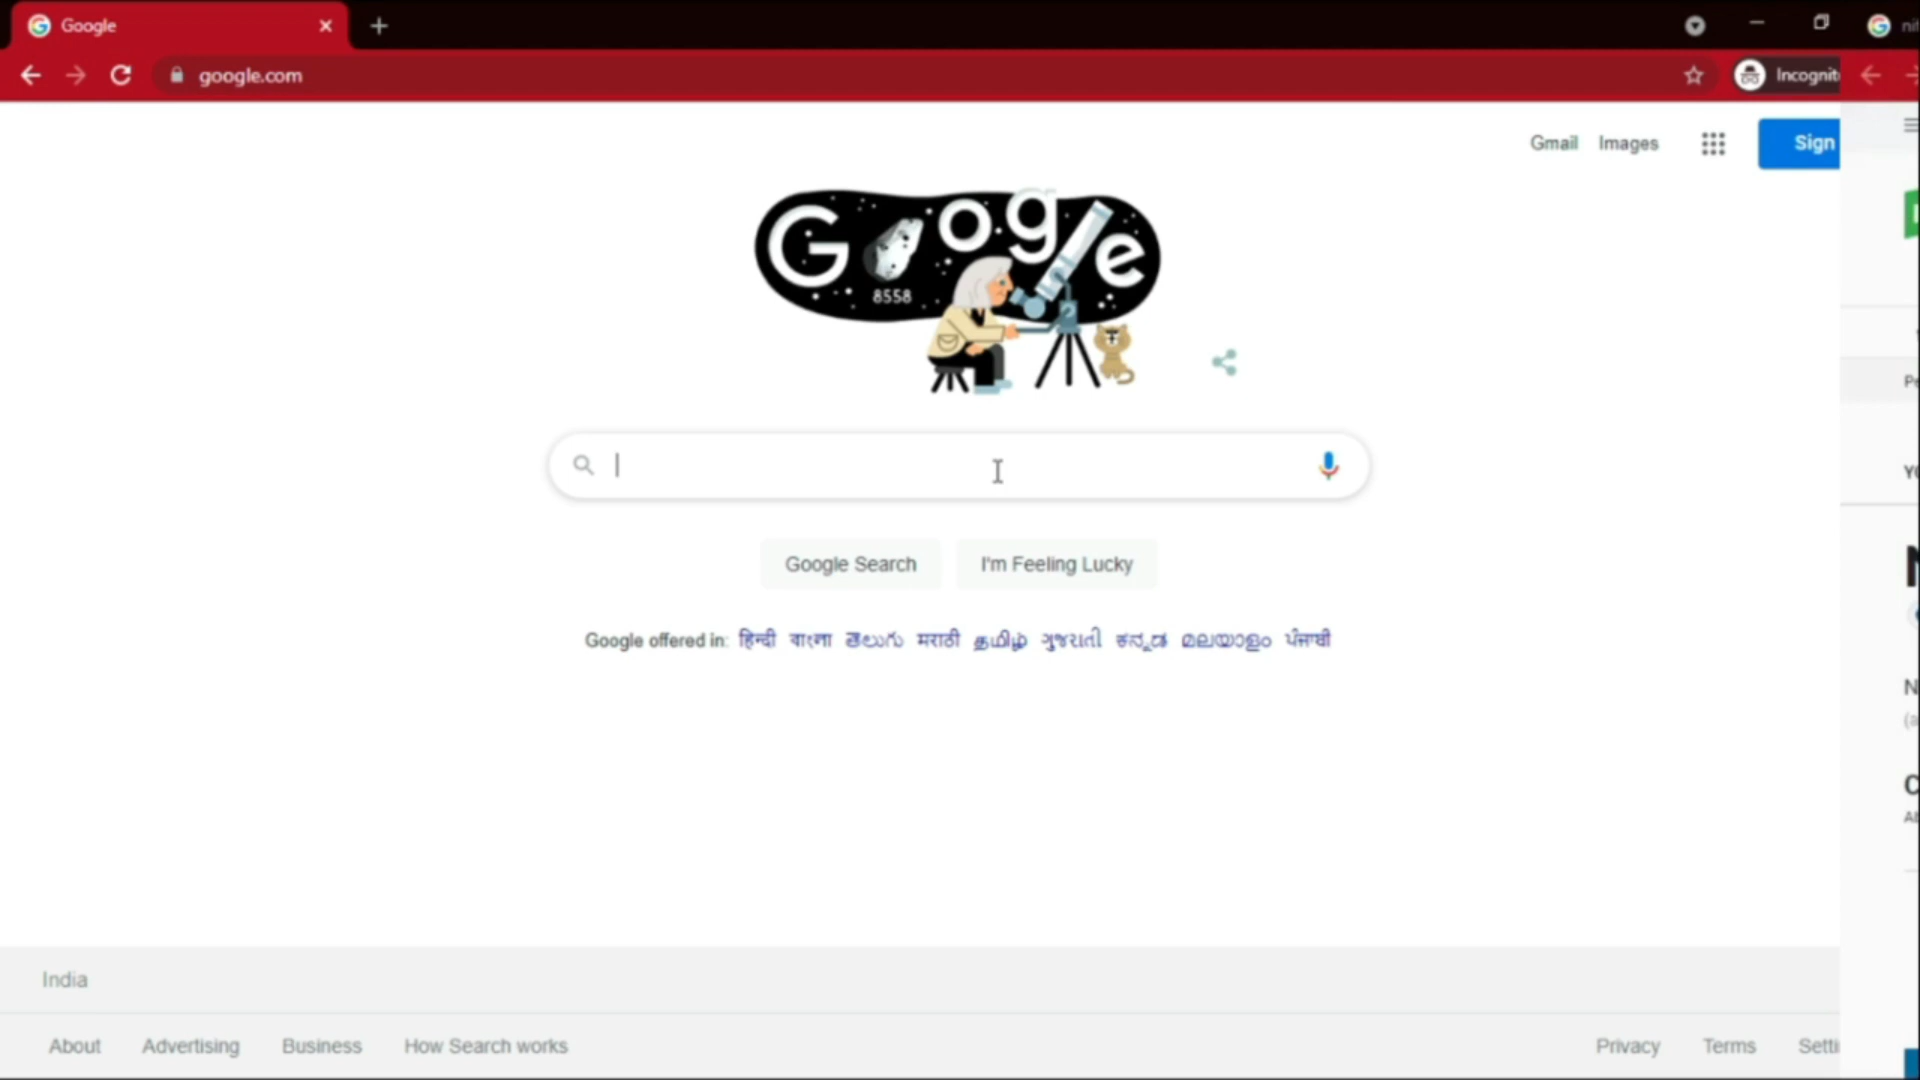 Google
google.com
Incognit
Gmail Images
Sign
Google
8558
Google Search I'm Feeling Lucky
Google offered in: हिन्दी বাংলা తెలుగు मराठी தமிழ் ગુજરાતી ಕನ್ನಡ മലയാളം ਪੰਜਾਬੀ
India
About Advertising Business How Search works
Privacy Terms Setti